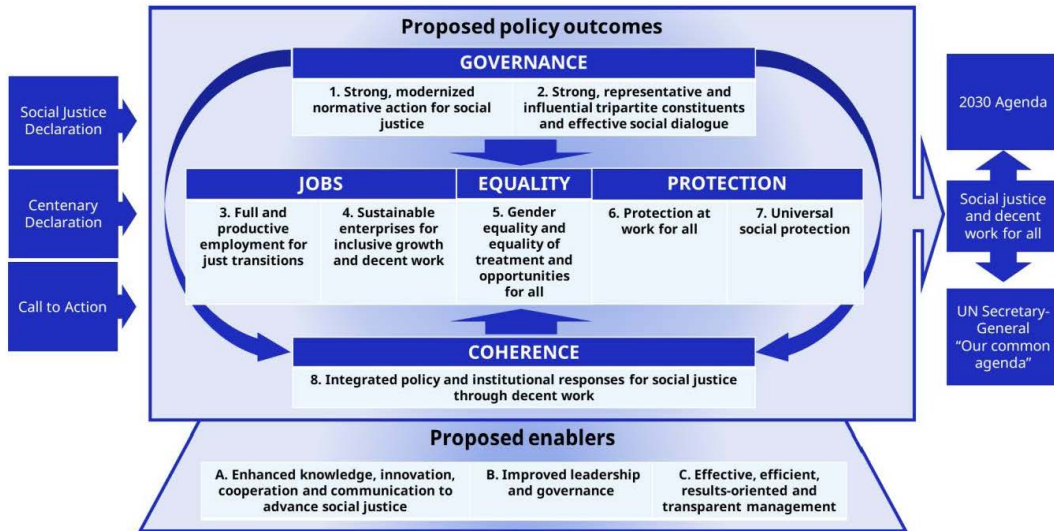 Proposed policy outcomes
Social Justice
Declaration
Centenary
Declaration
Call to Action
GOVERNANCE
1. Strong, modernized
normative action for social
justice
2. Strong, representative and
influential tripartite constituents
and effective social dialogue
JOBS
3. Full and
productive
employment for
just transitions
4. Sustainable
enterprises for
inclusive growth
and decent work
EQUALITY
5. Gender
equality and
equality of
treatment and
opportunities
for all
PROTECTION
6. Protection at
work for all
7. Universal
social protection
COHERENCE
8. Integrated policy and institutional responses for social justice
through decent work
2030 Agenda
Social justice
and decent
work for all
UN Secretary-
General
“Our common
agenda”
Proposed enablers
A. Enhanced knowledge, innovation,
cooperation and communication to
advance social justice
B. Improved leadership
and governance
C. Effective, efficient,
results-oriented and
transparent management